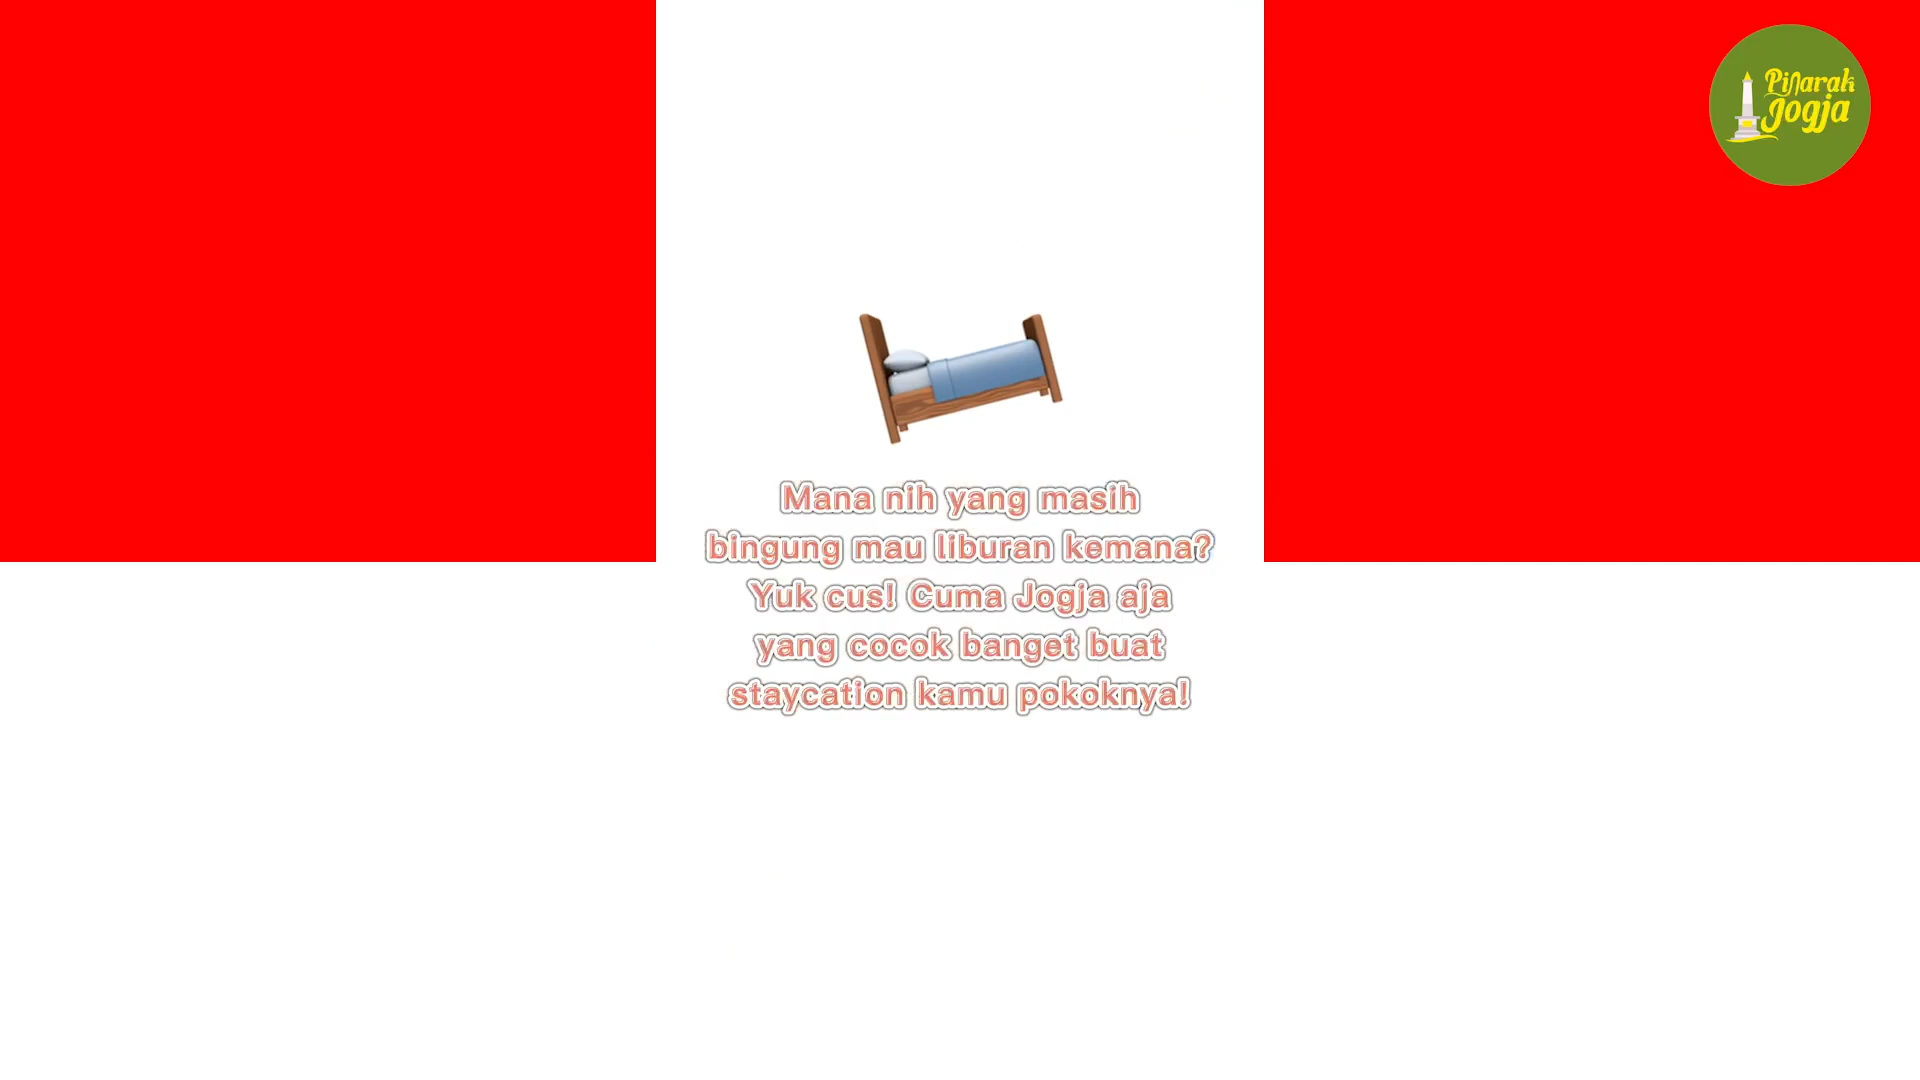 Pinarak
Jogja
Mana nih yang masih
bingung mau liburan kemana?
Yuk cus! Cuma Jogja aja
yang cocok banget buat
staycation kamu pokoknya!